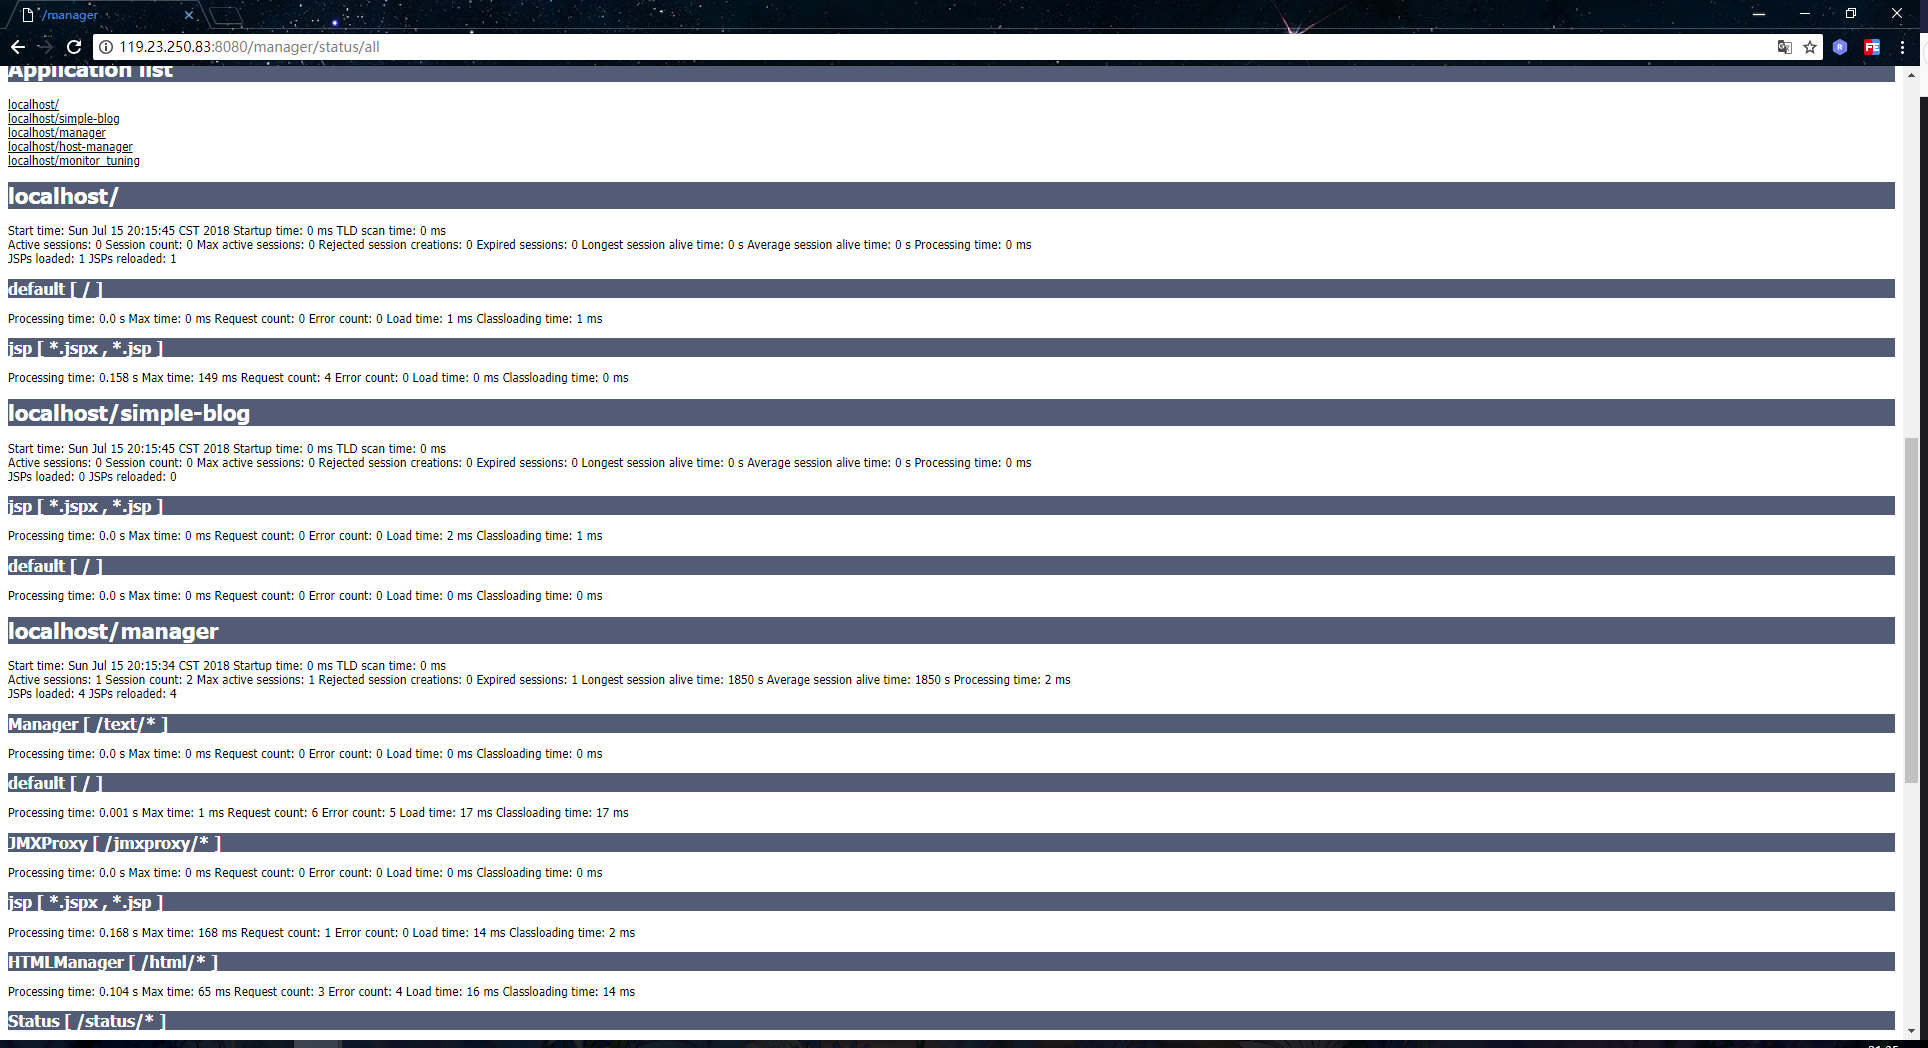 /manager
119.23.250.83:8080/manager/status/all
Application list
localhost/
localhost/simple-blog
localhost/manager
localhost/host-manager
localhost/monitor_tuning
localhost/
Start time: Sun Jul 15 20:15:45 CST 2018 Startup time: 0 ms TLD scan time: 0 ms
Active sessions: 0 Session count: 0 Max active sessions: 0 Rejected session creations: 0 Expired sessions: 0 Longest session alive time: 0 s Average session alive time: 0 s Processing time: 0 ms
JSPs loaded: 1 JSPs reloaded: 1
default [ / ]
Processing time: 0.0 s Max time: 0 ms Request count: 0 Error count: 0 Load time: 1 ms Classloading time: 1 ms
jsp [ *.jspx , *.jsp ]
Processing time: 0.158 s Max time: 149 ms Request count: 4 Error count: 0 Load time: 0 ms Classloading time: 0 ms
localhost/simple-blog
Start time: Sun Jul 15 20:15:45 CST 2018 Startup time: 0 ms TLD scan time: 0 ms
Active sessions: 0 Session count: 0 Max active sessions: 0 Rejected session creations: 0 Expired sessions: 0 Longest session alive time: 0 s Average session alive time: 0 s Processing time: 0 ms
JSPs loaded: 0 JSPs reloaded: 0
jsp [ *.jspx , *.jsp ]
Processing time: 0.0 s Max time: 0 ms Request count: 0 Error count: 0 Load time: 2 ms Classloading time: 1 ms
default [ / ]
Processing time: 0.0 s Max time: 0 ms Request count: 0 Error count: 0 Load time: 0 ms Classloading time: 0 ms
localhost/manager
Start time: Sun Jul 15 20:15:34 CST 2018 Startup time: 0 ms TLD scan time: 0 ms
Active sessions: 1 Session count: 2 Max active sessions: 1 Rejected session creations: 0 Expired sessions: 1 Longest session alive time: 1850 s Average session alive time: 1850 s Processing time: 2 ms
JSPs loaded: 4 JSPs reloaded: 4
Manager [ /text/* ]
Processing time: 0.0 s Max time: 0 ms Request count: 0 Error count: 0 Load time: 0 ms Classloading time: 0 ms
default [ / ]
Processing time: 0.001 s Max time: 1 ms Request count: 6 Error count: 5 Load time: 17 ms Classloading time: 17 ms
JMXProxy [ /jmxproxy/* ]
Processing time: 0.0 s Max time: 0 ms Request count: 0 Error count: 0 Load time: 0 ms Classloading time: 0 ms
jsp [ *.jspx , *.jsp ]
Processing time: 0.168 s Max time: 168 ms Request count: 1 Error count: 0 Load time: 14 ms Classloading time: 2 ms
HTMLManager [ /html/* ]
Processing time: 0.104 s Max time: 65 ms Request count: 3 Error count: 4 Load time: 16 ms Classloading time: 14 ms
Status [ /status/* ]